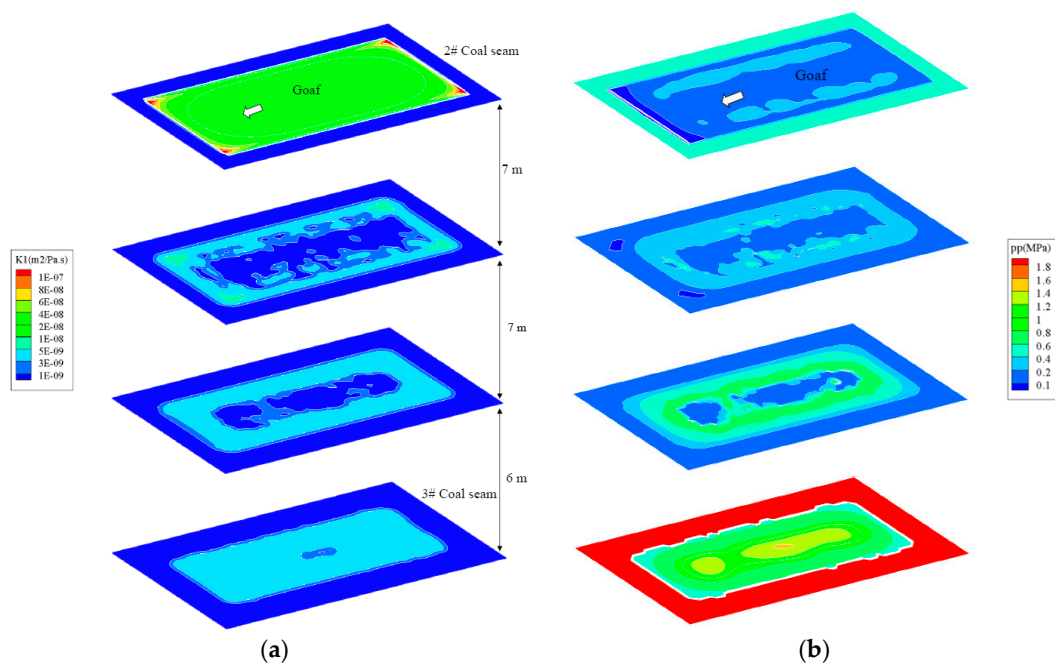 2# Coal seam
Goaf
Goaf
7 m
K1(m2/Pa.s)
1E-07
8E-08
6E-08
4E-08
2E-08
1E-08
5E-09
3E-09
1E-09
pp(MPa)
1.8
1.6
1.4
1
0.8
0.6
0.4
0.2
0.1
7 m
6 m
3# Coal seam
(a)
(b)